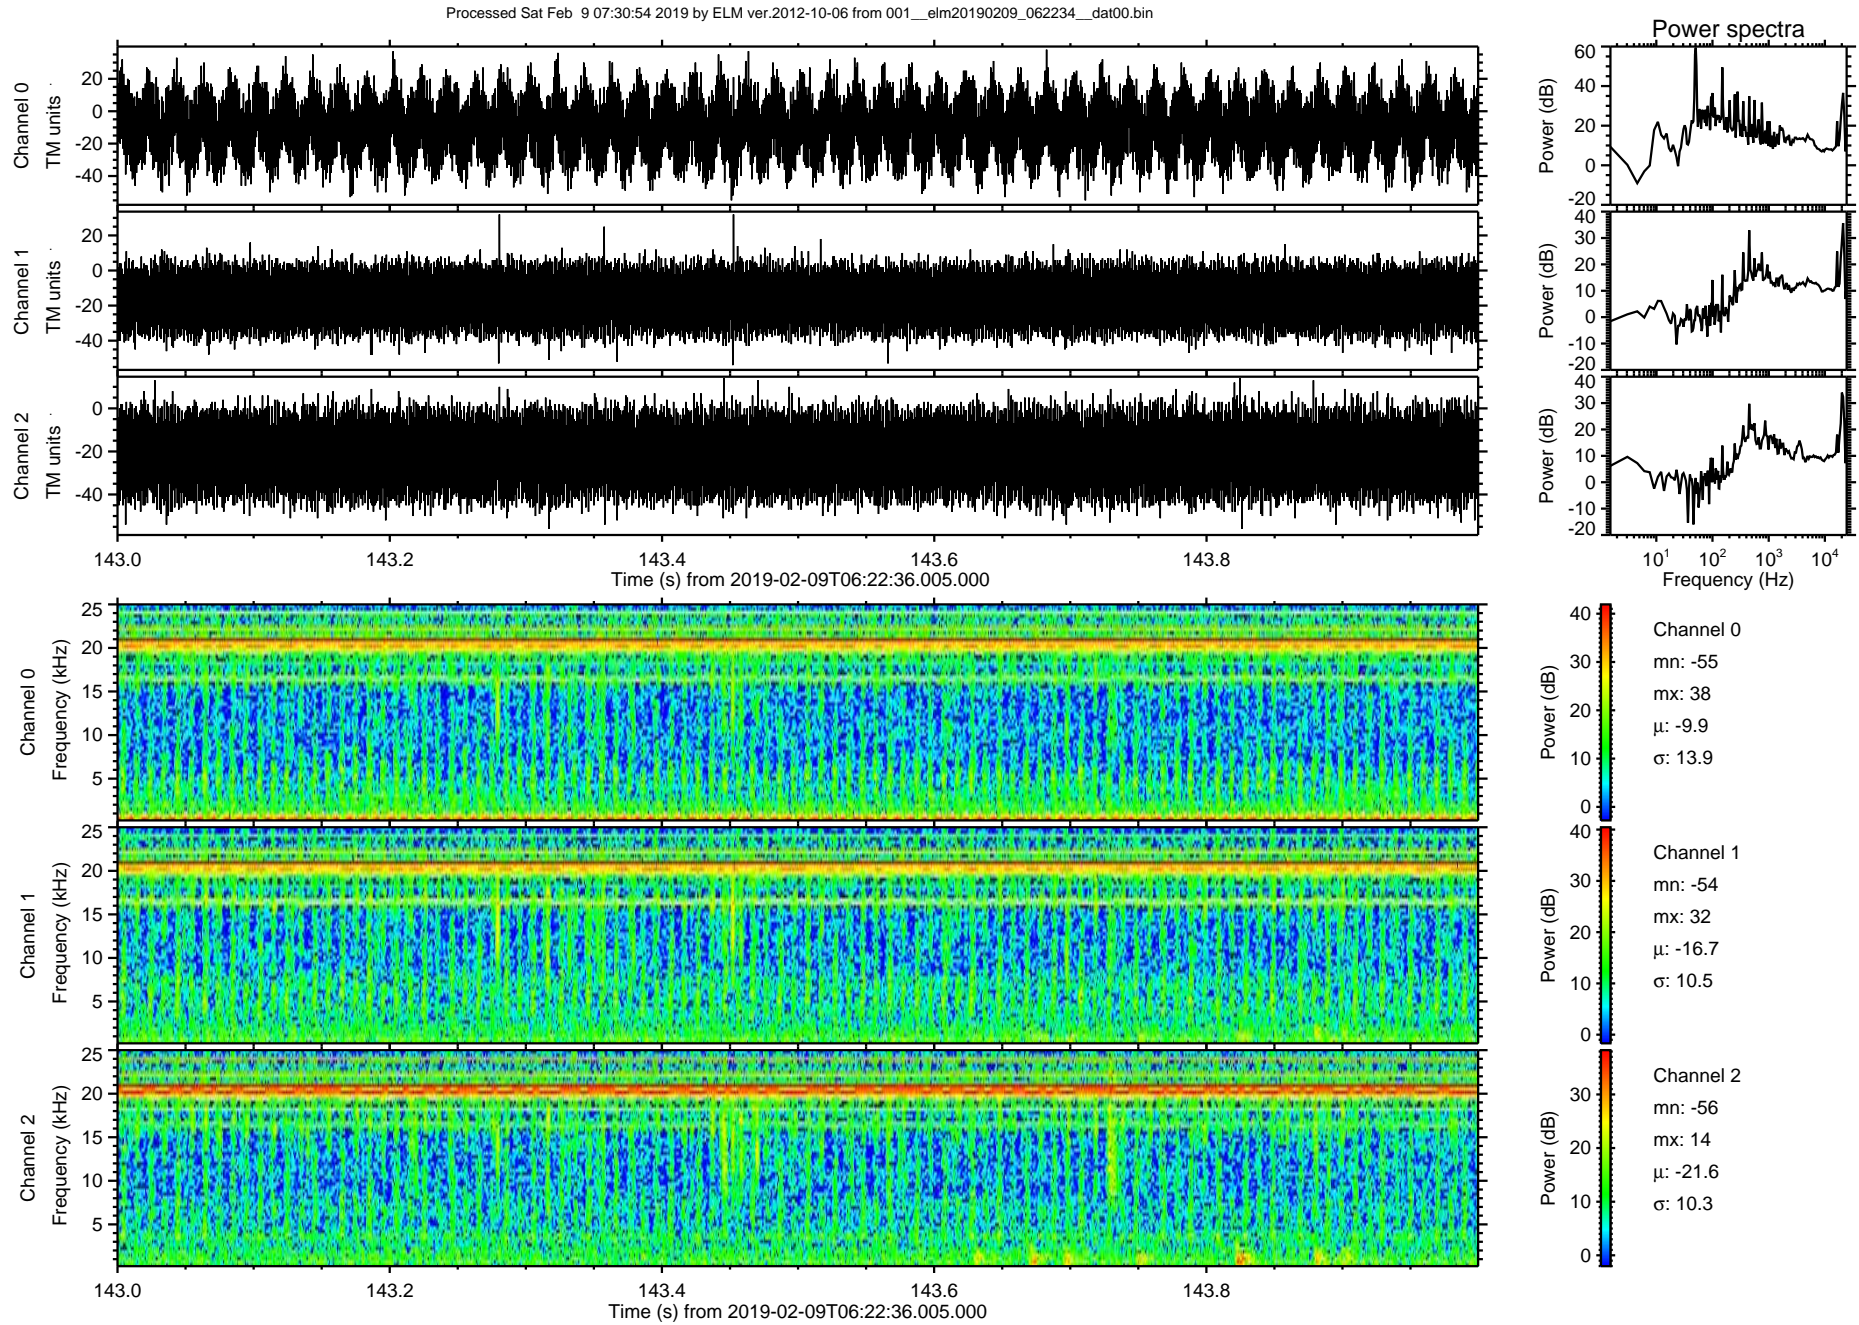 Processed Sat Feb  9 07:30:54 2019 by ELM ver.2012-10-06 from 001__elm20190209_062234__dat00.bin
Power spectra
Channel 0
TM units
20
0
-20
-40
Power (dB)
60
40
20
0
-20
Channel 1
TM units
20
0
-20
-40
Power (dB)
40
30
20
10
0
-10
-20
Channel 2
TM units
0
-20
-40
Power (dB)
40
30
20
10
0
-10
-20
143.0 143.2 143.4 143.6 143.8
Time (s) from 2019-02-09T06:22:36.005.000
10¹ 10² 10³ 10⁴
Frequency (Hz)
Channel 0
Frequency (kHz)
25
20
15
10
5
Power (dB)
40
30
20
10
0
Channel 0
mn: -55
mx: 38
μ: -9.9
σ: 13.9
Channel 1
Frequency (kHz)
25
20
15
10
5
Power (dB)
40
30
20
10
0
Channel 1
mn: -54
mx: 32
μ: -16.7
σ: 10.5
Channel 2
Frequency (kHz)
25
20
15
10
5
Power (dB)
30
20
10
0
Channel 2
mn: -56
mx: 14
μ: -21.6
σ: 10.3
143.0 143.2 143.4 143.6 143.8
Time (s) from 2019-02-09T06:22:36.005.000